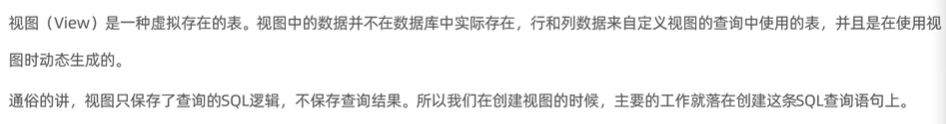 视图（View）是一种虚拟存在的表。视图中的数据并不在数据库中实际存在，行和列数据来自定义视图的查询中使用的表，并且是在使用视
图时动态生成的。
通俗的讲，视图只保存了查询的SQL逻辑，不保存查询结果。所以我们在创建视图的时候，主要的工作就落在创建这条SQL查询语句上。